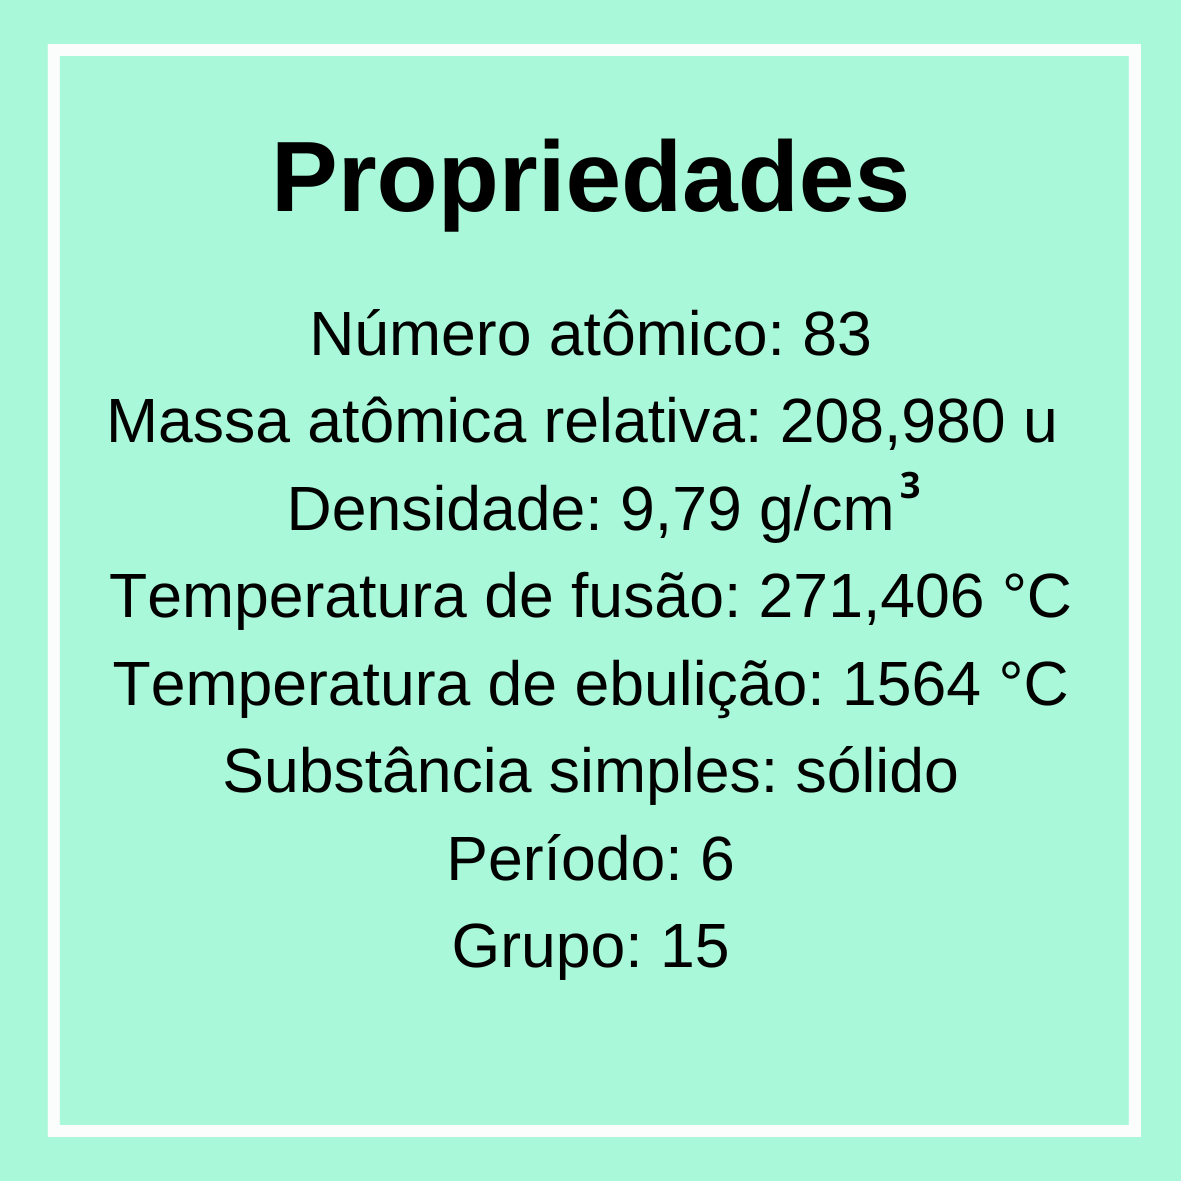 Propriedades
Número atômico: 83
Massa atômica relativa: 208,980 u
Densidade: 9,79 g/cm³
Temperatura de fusão: 271,406 °C
Temperatura de ebulição: 1564 °C
Substância simples: sólido
Período: 6
Grupo: 15